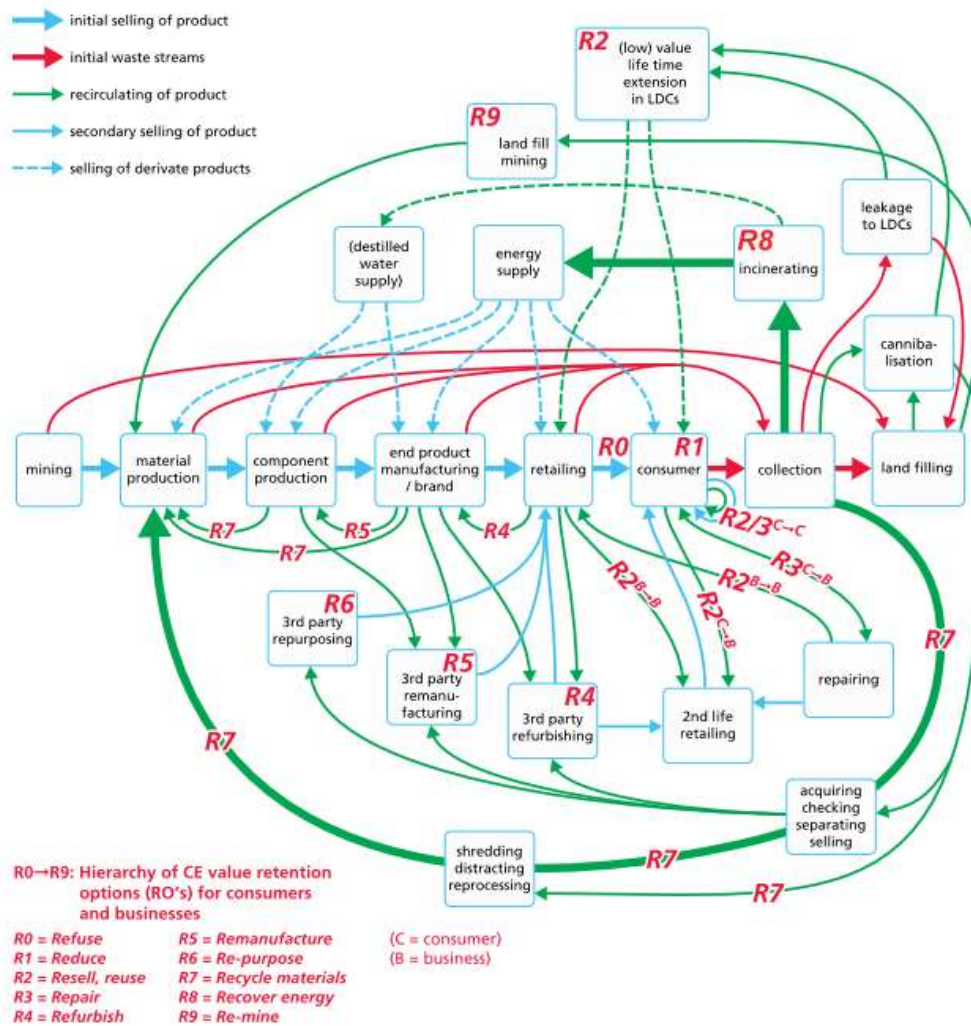 initial selling of product
initial waste streams
recirculating of product
secondary selling of product
selling of derivate products
R2 (low) value
life time
extension
in LDCs
R9
land fill
mining
leakage
to LDCs
(destilled
water
supply)
energy
supply
R8
incinerating
canniba-
lisation
mining
material
production
component
production
end product
manufacturing
/ brand
retailing
R0
R1
consumer
collection
land filling
R7
R7
R5
R4
R2/3 C→C
R3 C→B
R2 B→B
R2 B→B
R2 C→B
R6
3rd party
repurposing
R5
3rd party
remanu-
facturing
R4
3rd party
refurbishing
2nd life
retailing
repairing
R7
R7
acquiring
checking
separating
selling
shredding
distracting
reprocessing
R7
R7
R0→R9: Hierarchy of CE value retention
options (RO's) for consumers
and businesses
R0 = Refuse
R1 = Reduce
R2 = Resell, reuse
R3 = Repair
R4 = Refurbish
R5 = Remanufacture
R6 = Re-purpose
R7 = Recycle materials
R8 = Recover energy
R9 = Re-mine
(C = consumer)
(B = business)